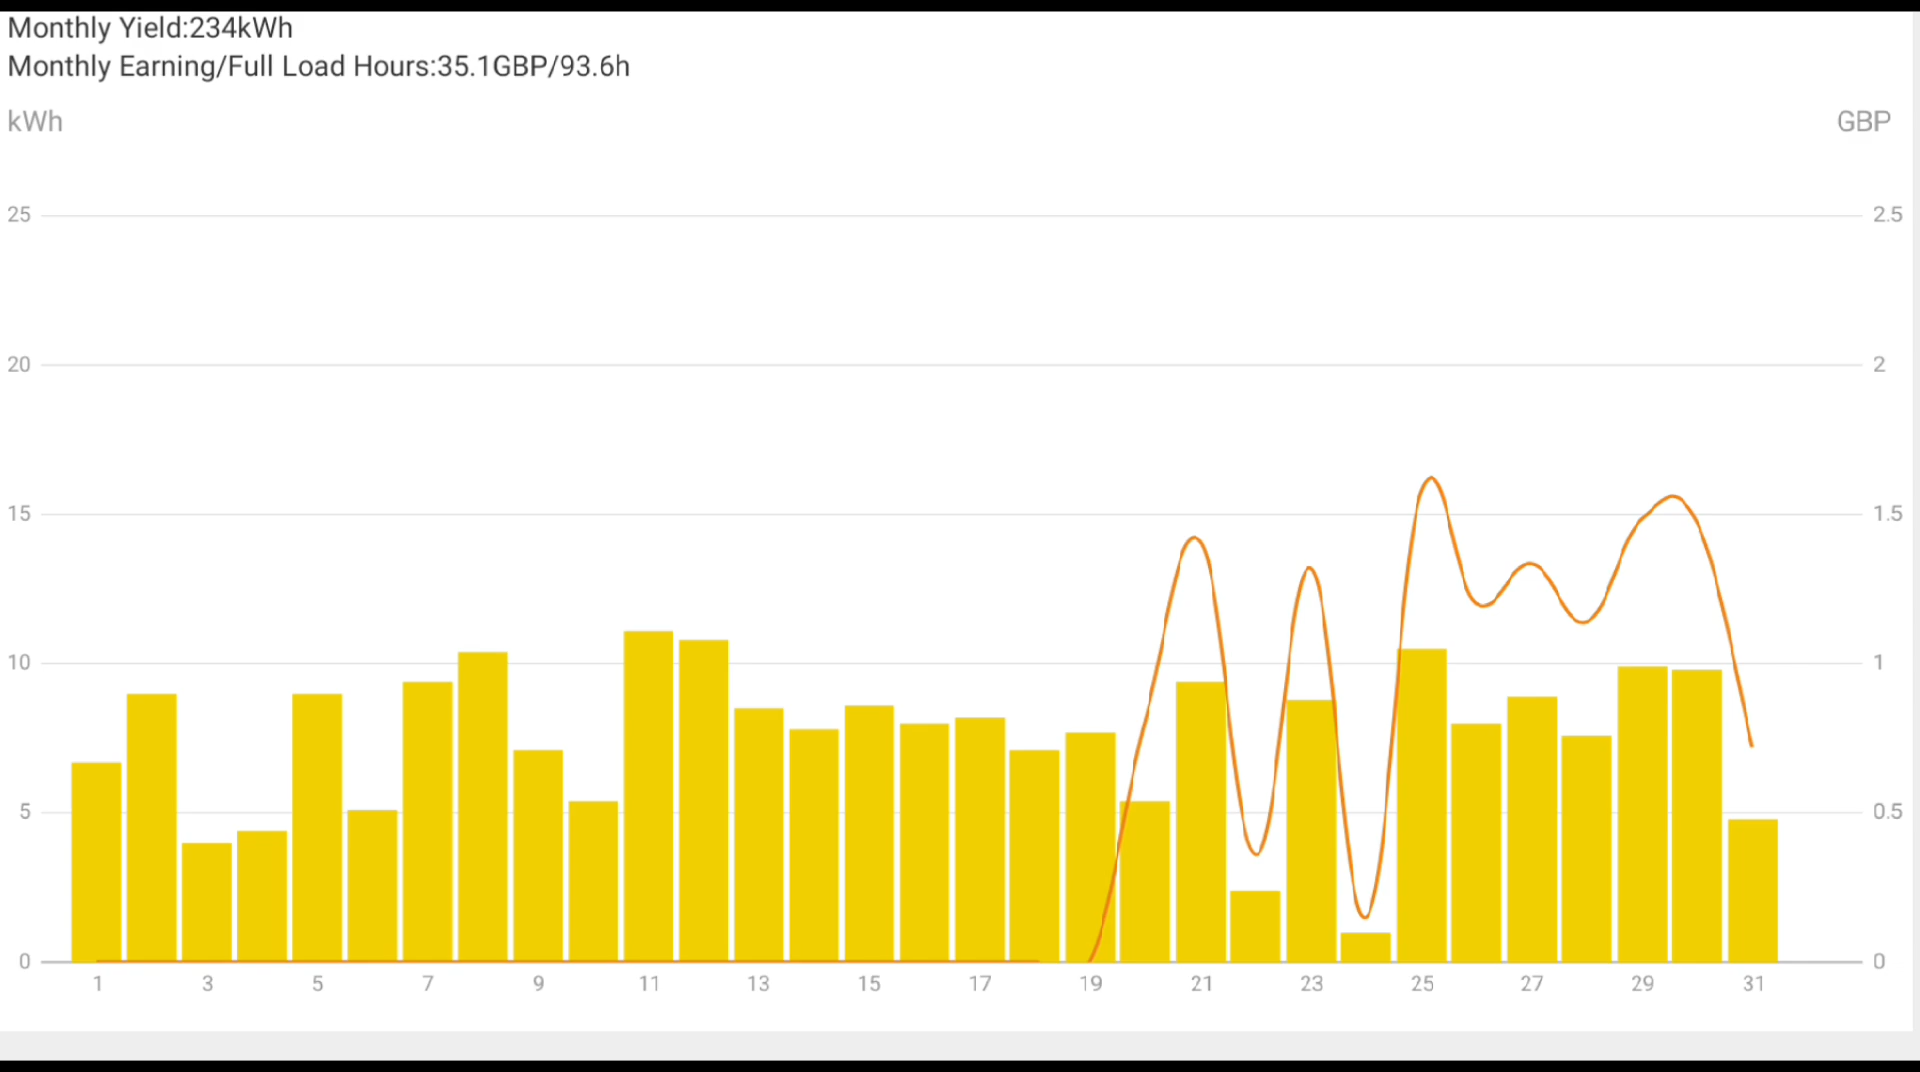 Monthly Yield:234kWh
Monthly Earning/Full Load Hours:35.1GBP/93.6h
kWh GBP
25 2.5
20 2
15 1.5
10 1
5 0.5
0 0
1 3 5 7 9 11 13 15 17 19 21 23 25 27 29 31